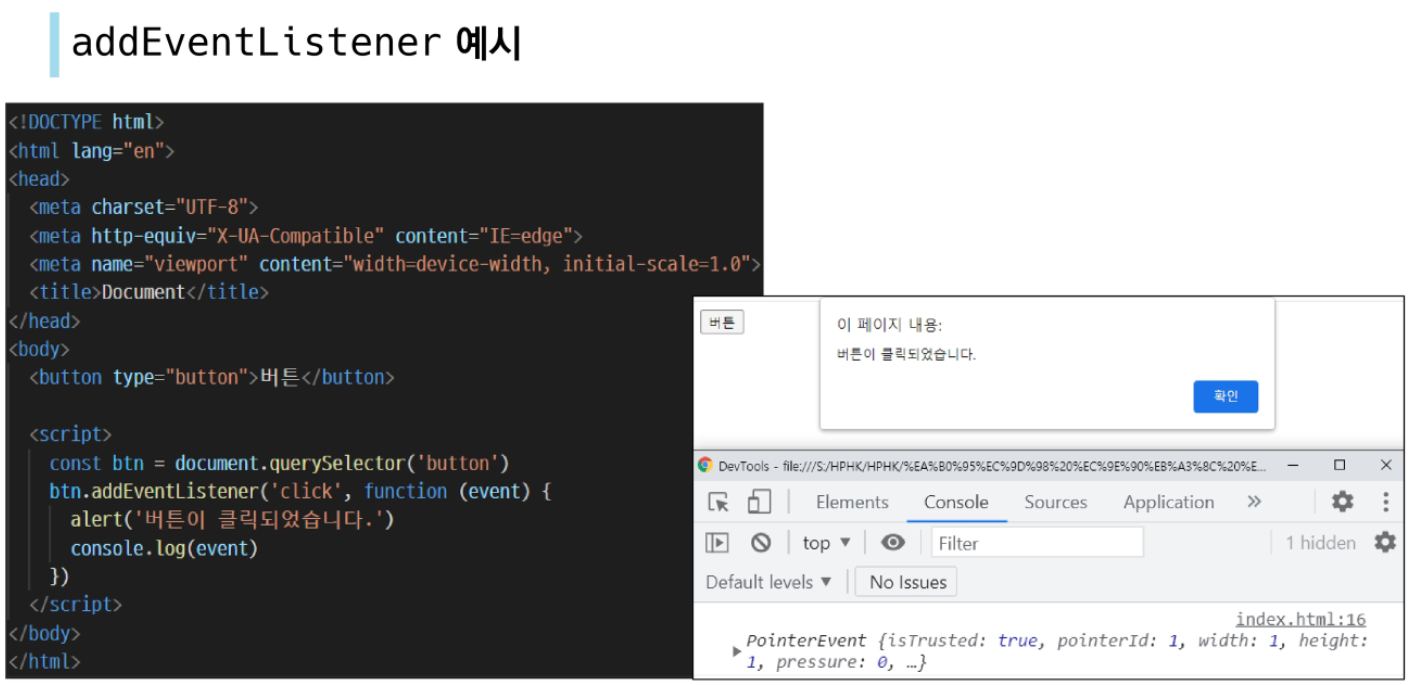 addEventListener 예시
<!DOCTYPE html>
<html lang="en">
<head>
<meta charset="UTF-8">
<meta http-equiv="X-UA-Compatible" content="IE=edge">
<meta name="viewport" content="width=device-width, initial-scale=1.0">
<title>Document</title>
</head>
<body>
<button type="button">버튼</button>
<script>
const btn = document.querySelector('button')
btn.addEventListener('click', function (event) {
alert('버튼이 클릭되었습니다.')
console.log(event)
})
</script>
</body>
</html>
버튼
이 페이지 내용:
버튼이 클릭되었습니다.
확인
DevTools - file:///S:/HPHK/HPHK/%EA%B0%95%EC%9D%98%20%EC%9E%90%EB%A3%8C%20%E...
Elements Console Sources Application
top Filter 1 hidden
Default levels No Issues
index.html:16
PointerEvent {isTrusted: true, pointerId: 1, width: 1, height:
1, pressure: 0, …}